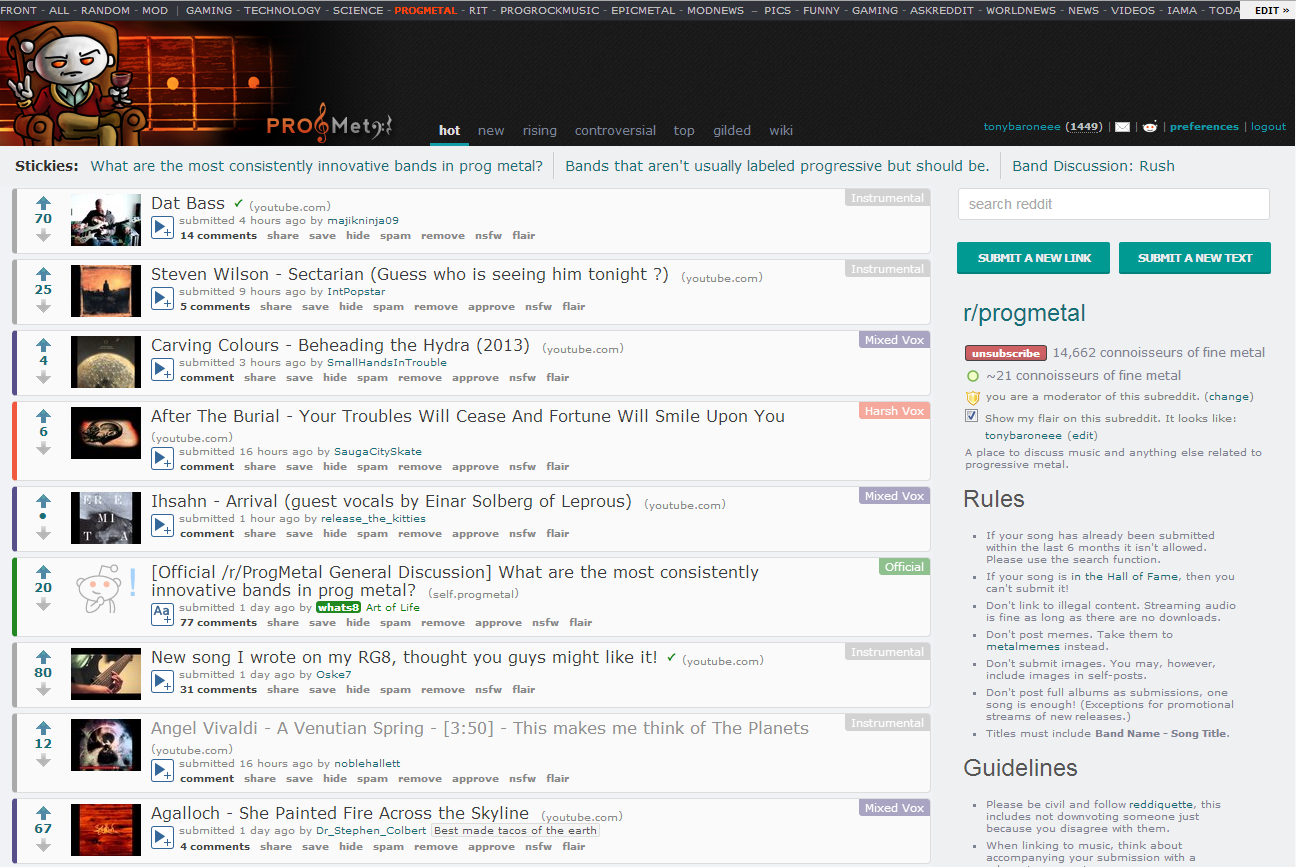 FRONT - ALL - RANDOM - MOD | GAMING - TECHNOLOGY - SCIENCE - PROGMETAL - RIT - PROGROCKMUSIC - EPICMETAL - MODNEWS – PICS - FUNNY - GAMING - ASKREDDIT - WORLDNEWS - NEWS - VIDEOS - IAMA - TODA EDIT »
PROG Metal
hot new rising controversial top gilded wiki
tonybaroneee (1449) | | | preferences | logout
Stickies: What are the most consistently innovative bands in prog metal? Bands that aren't usually labeled progressive but should be. Band Discussion: Rush
70
Dat Bass ✔ (youtube.com)
Instrumental
submitted 4 hours ago by majikninja09
14 comments share save hide spam remove nsfw flair
25
Steven Wilson - Sectarian (Guess who is seeing him tonight ?) (youtube.com)
Instrumental
submitted 9 hours ago by IntPopstar
5 comments share save hide spam remove approve nsfw flair
4
Carving Colours - Beheading the Hydra (2013) (youtube.com)
Mixed Vox
submitted 3 hours ago by SmallHandsInTrouble
comment share save hide spam remove approve nsfw flair
6
After The Burial - Your Troubles Will Cease And Fortune Will Smile Upon You
Harsh Vox
(youtube.com)
submitted 16 hours ago by SaugaCitySkate
comment share save hide spam remove approve nsfw flair
•
ERE
MI
TA
Ihsahn - Arrival (guest vocals by Einar Solberg of Leprous) (youtube.com)
Mixed Vox
submitted 1 hour ago by release_the_kitties
comment share save hide spam remove approve nsfw flair
20
!
[Official /r/ProgMetal General Discussion] What are the most consistently
innovative bands in prog metal? (self.progmetal)
Official
Aa submitted 1 day ago by whats8 Art of Life
77 comments share save hide spam remove approve nsfw flair
80
New song I wrote on my RG8, thought you guys might like it! ✔ (youtube.com)
Instrumental
submitted 1 day ago by Oske7
31 comments share save hide spam remove nsfw flair
12
Angel Vivaldi - A Venutian Spring - [3:50] - This makes me think of The Planets
Instrumental
(youtube.com)
submitted 16 hours ago by noblehallett
comment share save hide spam remove approve nsfw flair
67
Agalloch - She Painted Fire Across the Skyline (youtube.com)
Mixed Vox
submitted 1 day ago by Dr_Stephen_Colbert Best made tacos of the earth
4 comments share save hide spam remove approve nsfw flair
search reddit
SUBMIT A NEW LINK SUBMIT A NEW TEXT
r/progmetal
unsubscribe 14,662 connoisseurs of fine metal
~21 connoisseurs of fine metal
you are a moderator of this subreddit. (change)
Show my flair on this subreddit. It looks like:
tonybaroneee (edit)
A place to discuss music and anything else related to
progressive metal.
Rules
If your song has already been submitted
within the last 6 months it isn't allowed.
Please use the search function.
If your song is in the Hall of Fame, then you
can't submit it!
Don't link to illegal content. Streaming audio
is fine as long as there are no downloads.
Don't post memes. Take them to
metalmemes instead.
Don't submit images. You may, however,
include images in self-posts.
Don't post full albums as submissions, one
song is enough! (Exceptions for promotional
streams of new releases.)
Titles must include Band Name - Song Title.
Guidelines
Please be civil and follow reddiquette, this
includes not downvoting someone just
because you disagree with them.
When linking to music, think about
accompanying your submission with a